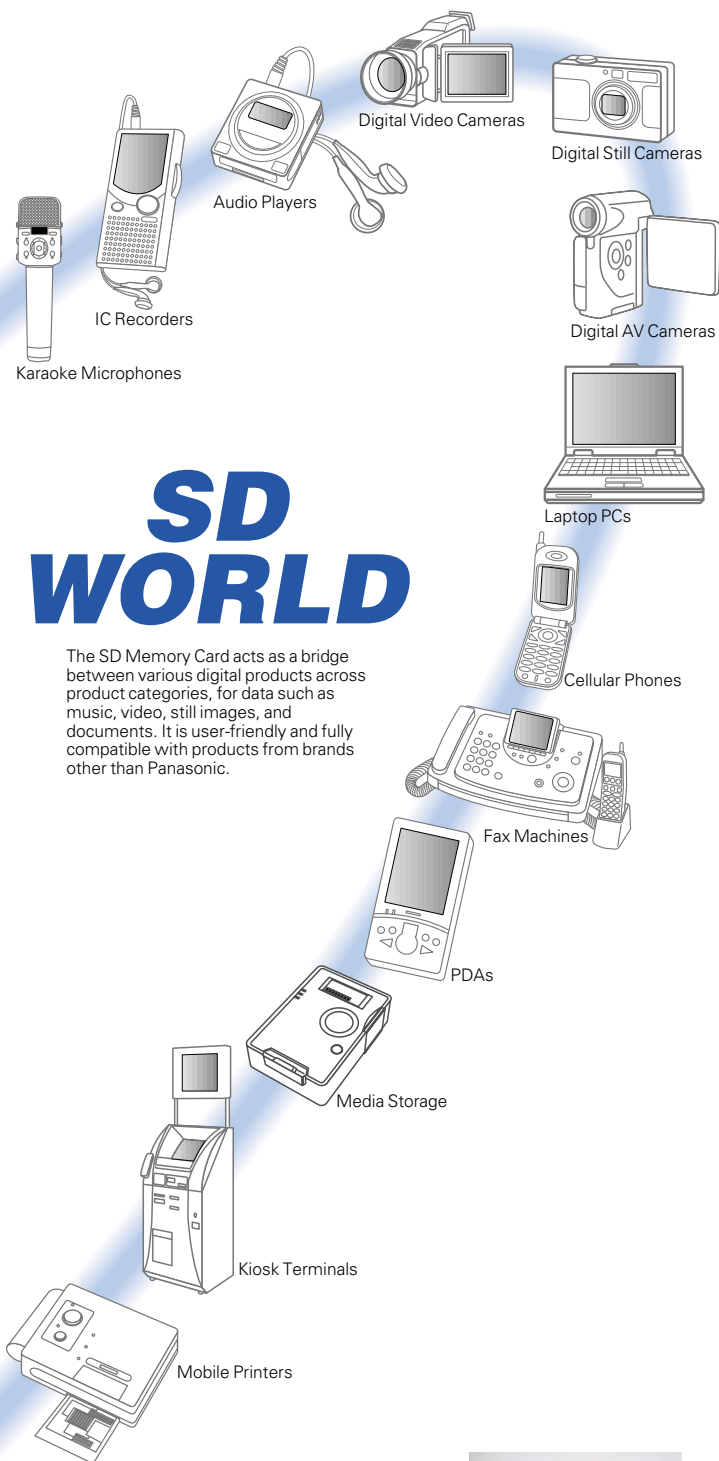 Digital Video Cameras
Digital Still Cameras
Audio Players
IC Recorders
Digital AV Cameras
Karaoke Microphones
SD
WORLD
Laptop PCs
The SD Memory Card acts as a bridge
between various digital products across
product categories, for data such as
music, video, still images, and
documents. It is user-friendly and fully
compatible with products from brands
other than Panasonic.
Cellular Phones
Fax Machines
PDAs
Media Storage
Kiosk Terminals
Mobile Printers